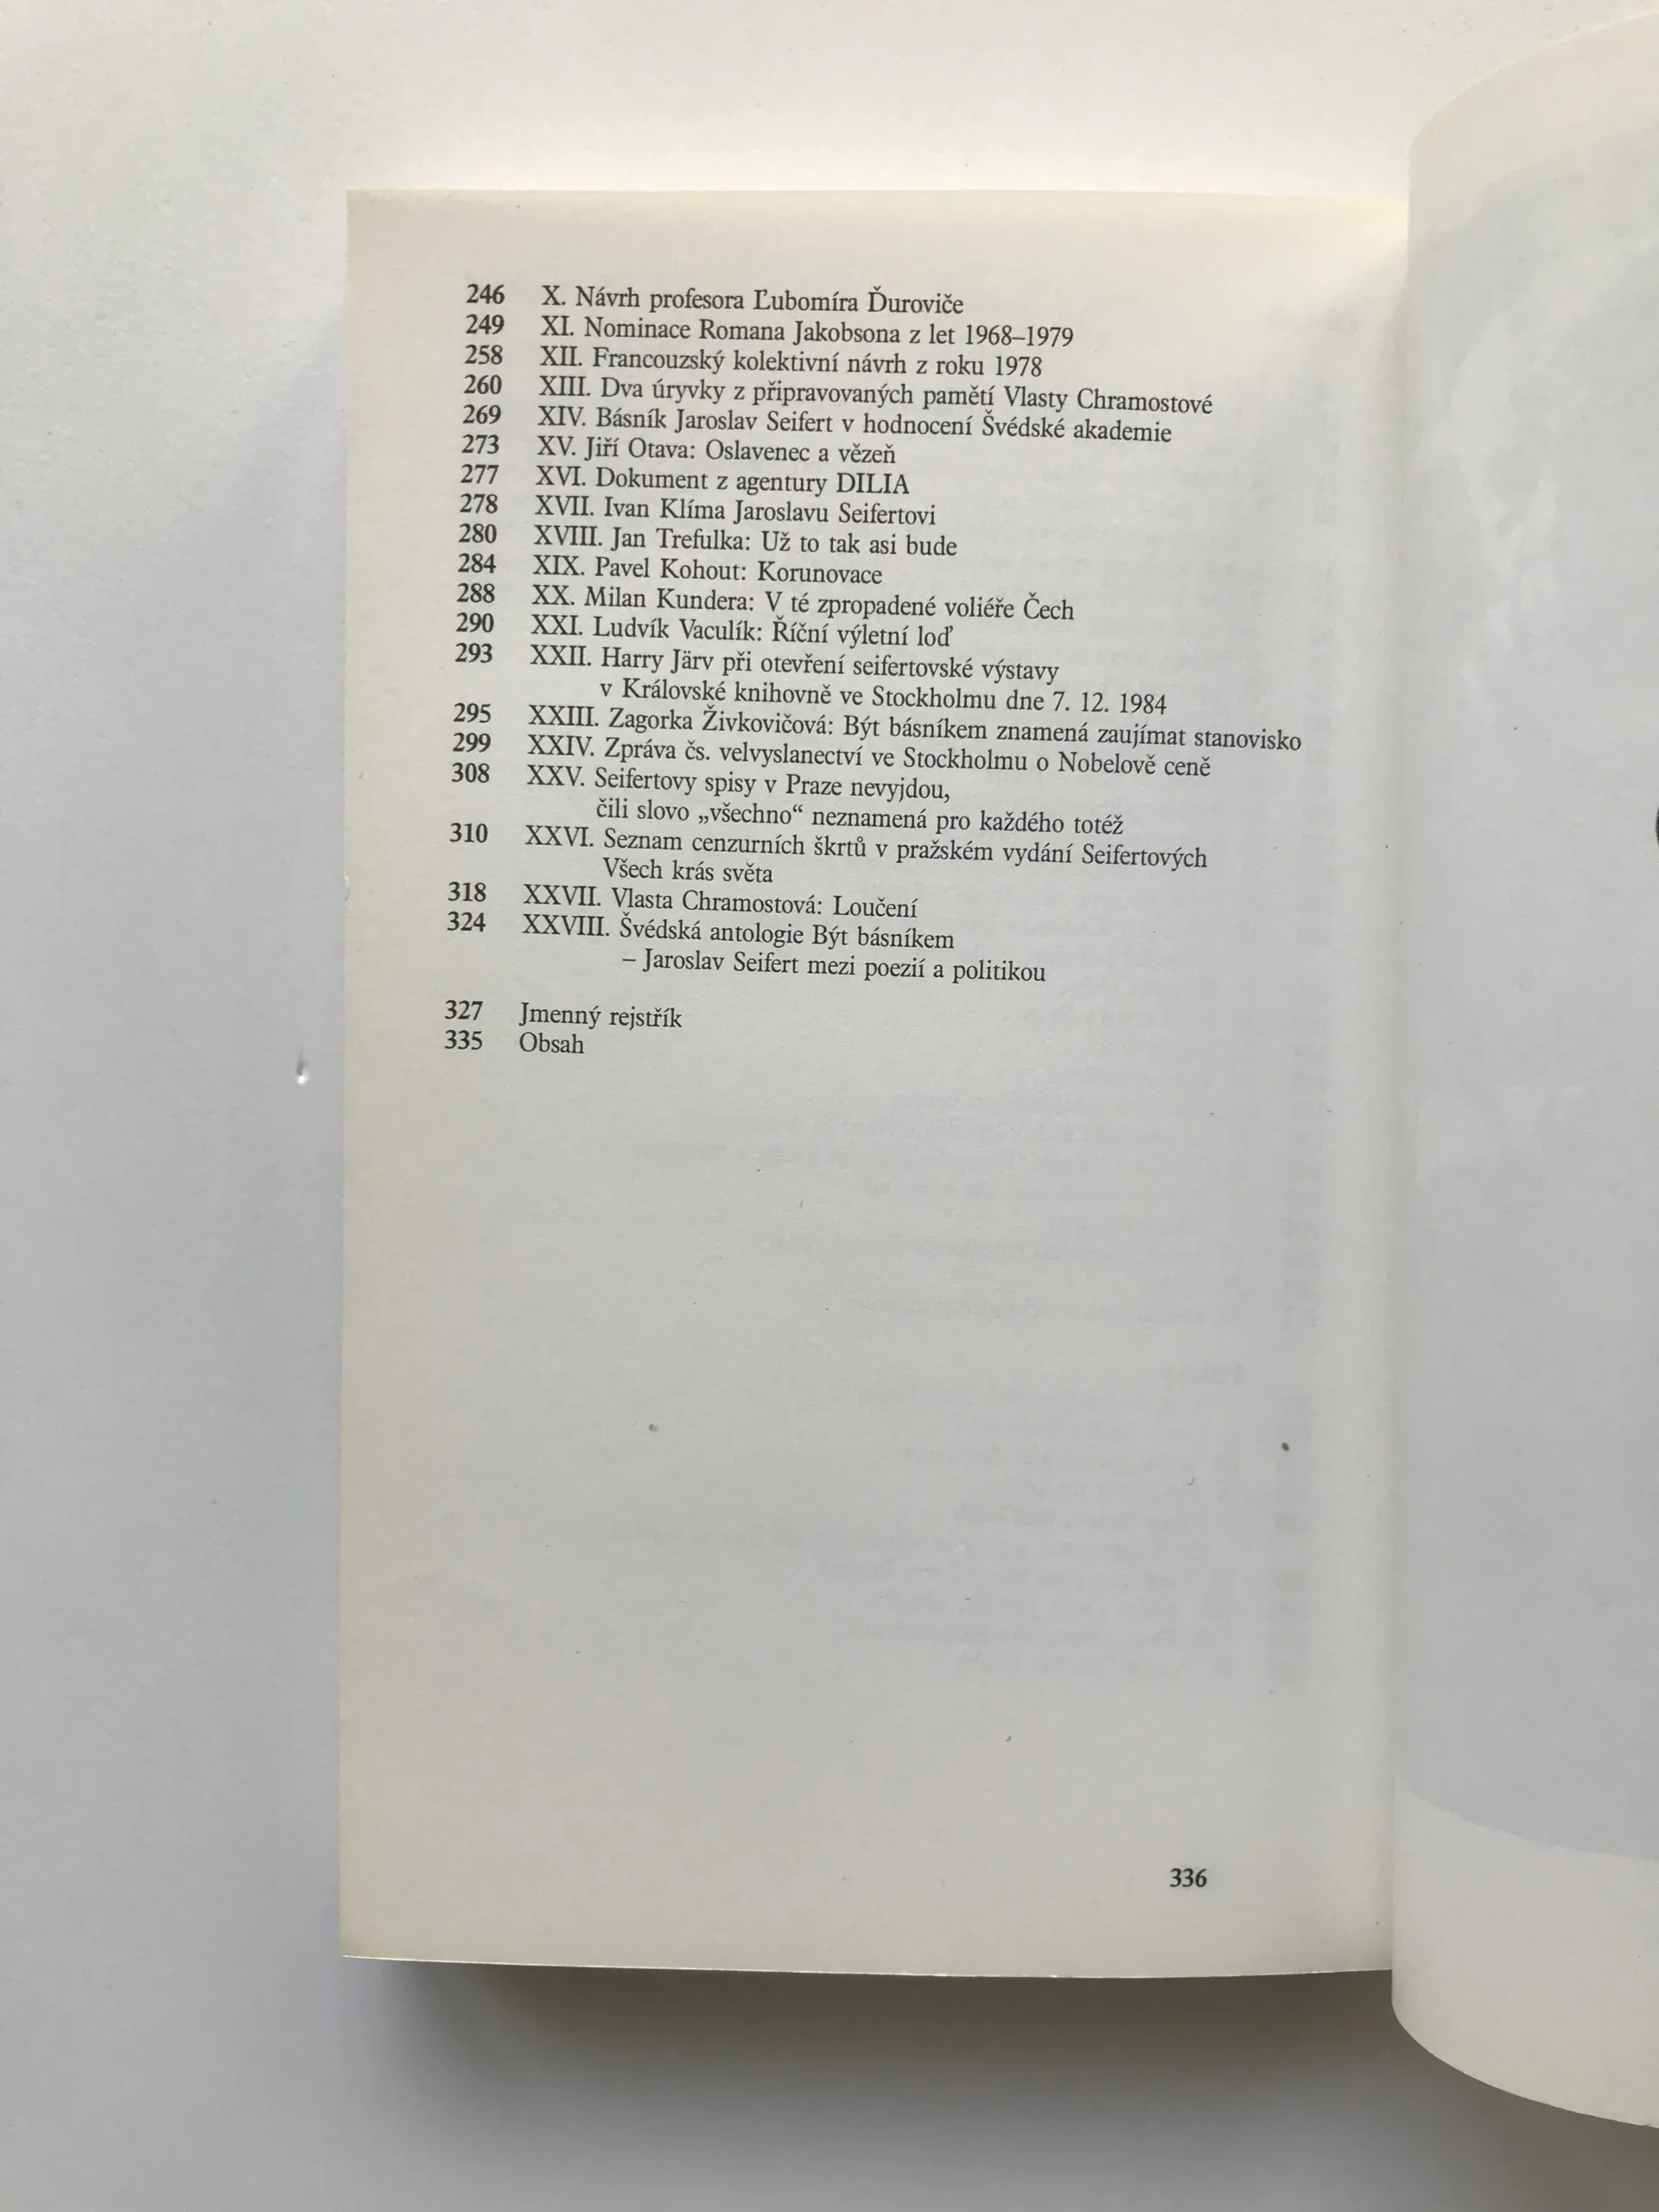 246 X. Návrh profesora Ľubomíra Ďuroviče
249 XI. Nominace Romana Jakobsona z let 1968–1979
258 XII. Francouzský kolektivní návrh z roku 1978
260 XIII. Dva úryvky z připravovaných pamětí Vlasty Chramostové
269 XIV. Básník Jaroslav Seifert v hodnocení Švédské akademie
273 XV. Jiří Otava: Oslavenec a vězeň
277 XVI. Dokument z agentury DILIA
278 XVII. Ivan Klíma Jaroslavu Seifertovi
280 XVIII. Jan Trefulka: Už to tak asi bude
284 XIX. Pavel Kohout: Korunovace
288 XX. Milan Kundera: V té zpropadené voliéře Čech
290 XXI. Ludvík Vaculík: Říční výletní loď
293 XXII. Harry Järv při otevření seifertovské výstavy
v Královské knihovně ve Stockholmu dne 7. 12. 1984
295 XXIII. Zagorka Živkovičová: Být básníkem znamená zaujímat stanovisko
299 XXIV. Zpráva čs. velvyslanectví ve Stockholmu o Nobelově ceně
308 XXV. Seifertovy spisy v Praze nevyjdou,
čili slovo „všechno“ neznamená pro každého totéž
310 XXVI. Seznam cenzurních škrtů v pražském vydání Seifertových
Všech krás světa
318 XXVII. Vlasta Chramostová: Loučení
324 XXVIII. Švédská antologie Být básníkem
– Jaroslav Seifert mezi poezií a politikou
327 Jmenný rejstřík
335 Obsah
336